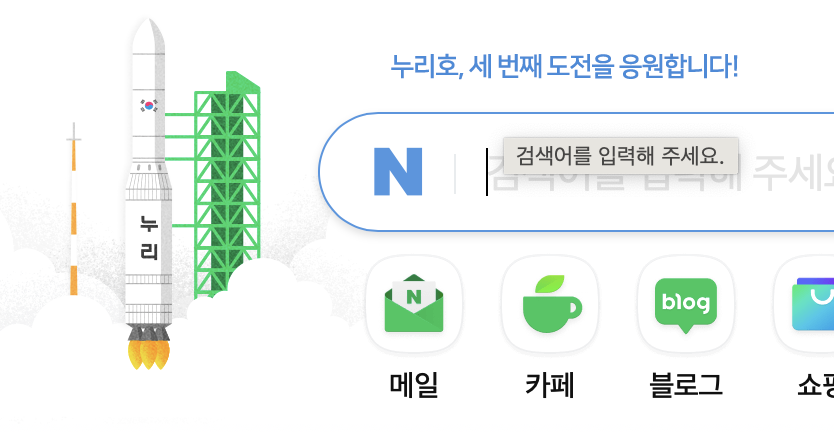 누리호, 세 번째 도전을 응원합니다!
누리
N
검색어를 입력해 주세요.
검색어를 입력해 주세요
N
blog
메일
카페
블로그
쇼핑